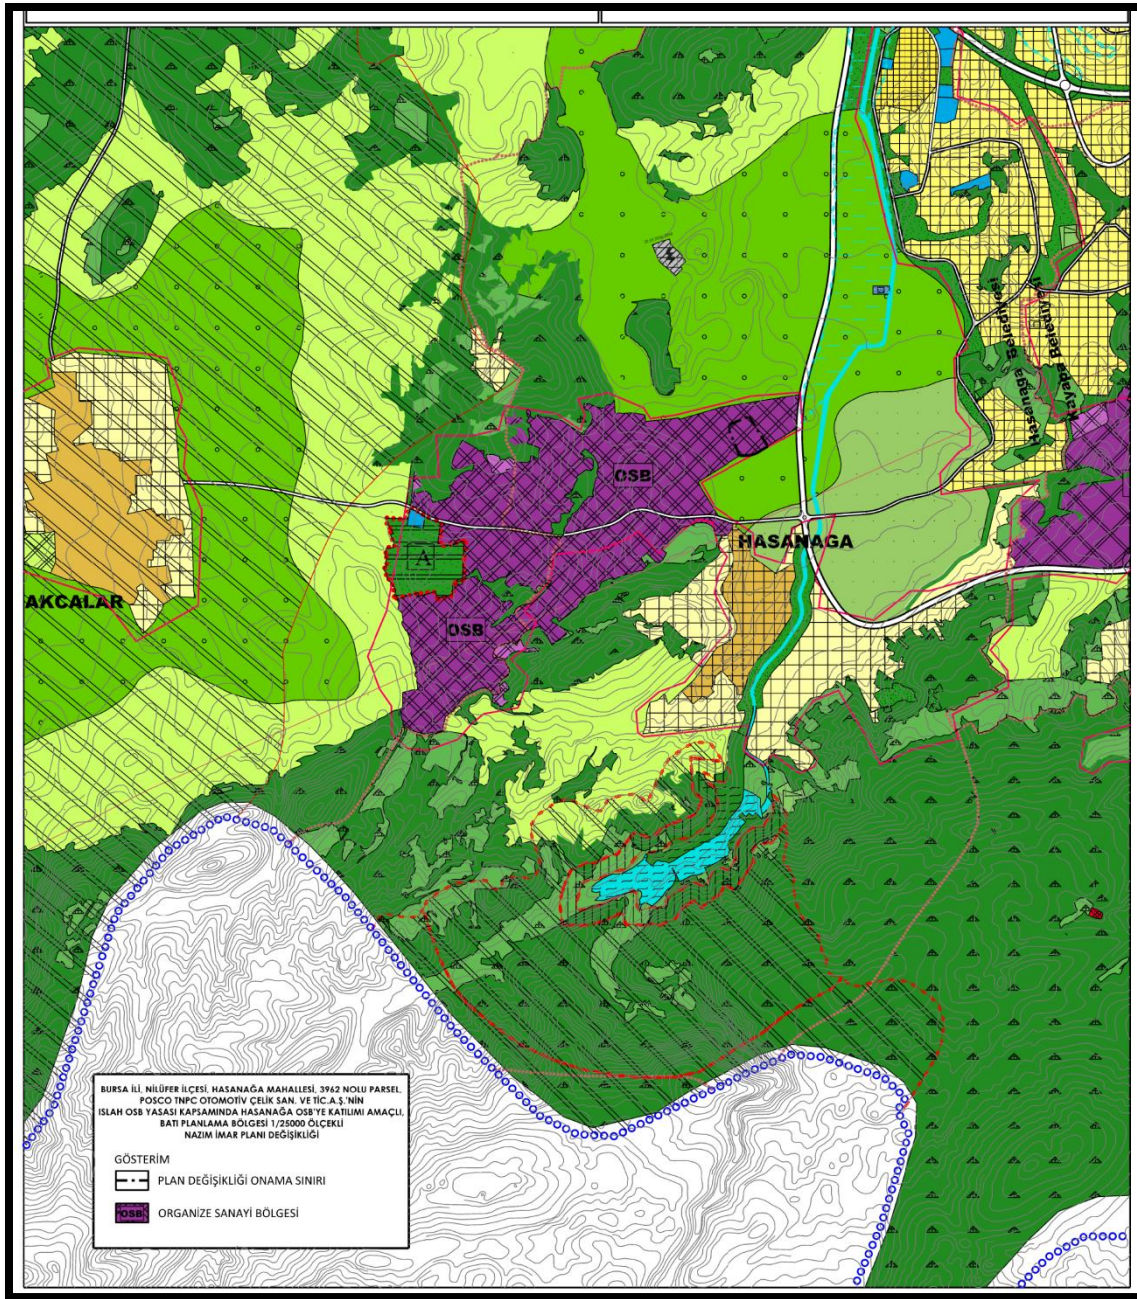 Hasanaga Belediyesi
Kayapa Belediyesi
OSB
A
HASANAGA
AKCALAR
OSB
BURSA İLİ, NİLÜFER İLÇESİ, HASANAĞA MAHALLESİ, 3962 NOLU PARSEL,
POSCO TNPC OTOMOTİV ÇELİK SAN. VE TİC.A.Ş.'NİN
ISLAH OSB YASASI KAPSAMINDA HASANAĞA OSB'YE KATILIMI AMAÇLI,
BATI PLANLAMA BÖLGESİ 1/25000 ÖLÇEKLİ
NAZIM İMAR PLANI DEĞİŞİKLİĞİ
GÖSTERİM
PLAN DEĞİŞİKLİĞİ ONAMA SINIRI
OSB ORGANİZE SANAYİ BÖLGESİ